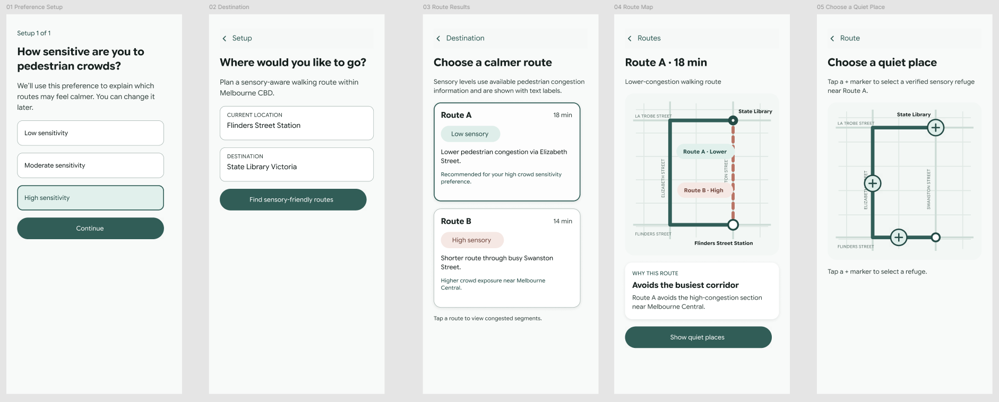 01 Preference Setup
Setup 1 of 1
How sensitive are you to
pedestrian crowds?
We’ll use this preference to explain which
routes may feel calmer. You can change it
later.
Low sensitivity
Moderate sensitivity
High sensitivity
Continue
02 Destination
Setup
Where would you like to go?
Plan a sensory-aware walking route within
Melbourne CBD.
CURRENT LOCATION
Flinders Street Station
DESTINATION
State Library Victoria
Find sensory-friendly routes
03 Route Results
Destination
Choose a calmer route
Sensory levels use available pedestrian congestion
information and are shown with text labels.
Route A
18 min
Low sensory
Lower pedestrian congestion via Elizabeth
Street.
Recommended for your high crowd sensitivity
preference.
Route B
14 min
High sensory
Shorter route through busy Swanston
Street.
Higher crowd exposure near Melbourne
Central.
Tap a route to view congested segments.
04 Route Map
Routes
Route A · 18 min
Lower-congestion walking route
State Library
LA TROBE STREET
Route A · Lower
ELIZABETH STREET
TON STREET
Route B · High
FLINDERS STREET
Flinders Street Station
WHY THIS ROUTE
Avoids the busiest corridor
Route A avoids the high-congestion section
near Melbourne Central.
Show quiet places
05 Choose a Quiet Place
Route
Choose a quiet place
Tap a + marker to select a verified sensory refuge
near Route A.
State Library
LA TROBE STREET
ELIZABETH STREET
SWANSTON STREET
FLINDERS STREET
Tap a + marker to select a refuge.